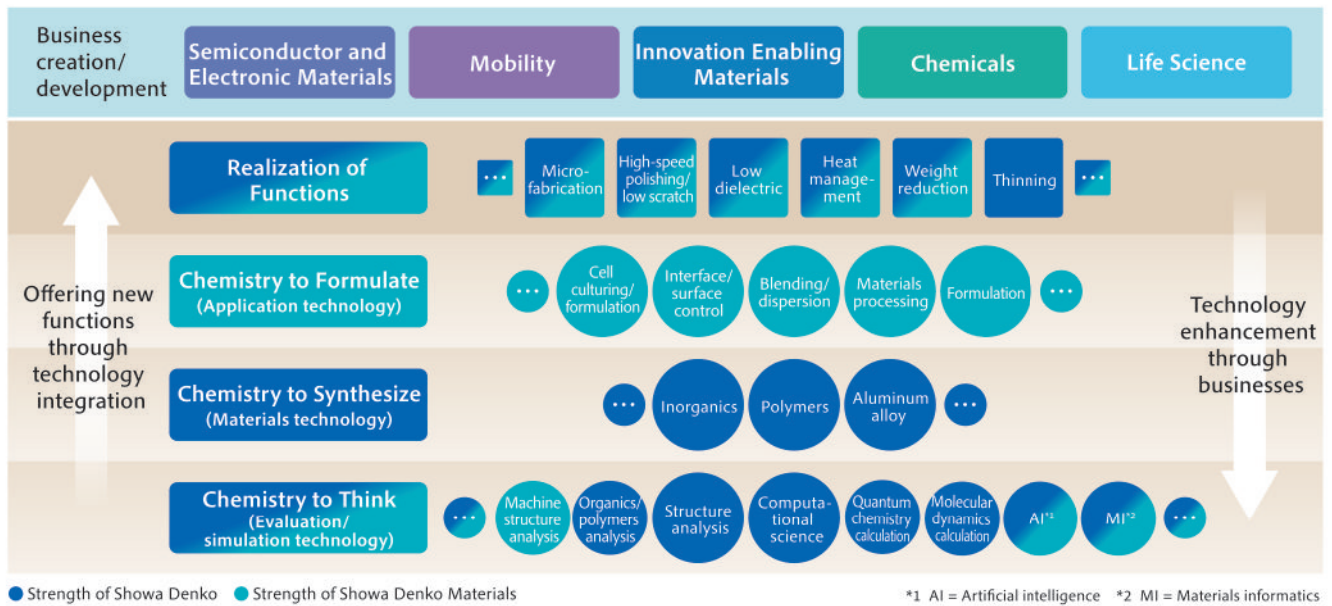 Business
creation/
development
Semiconductor and
Electronic Materials
Mobility
Innovation Enabling
Materials
Chemicals
Life Science
Offering new
functions
through
technology
integration
Realization of
Functions
...
Micro-
fabrication
High-speed
polishing/
low scratch
Low
dielectric
Heat
manage-
ment
Weight
reduction
Thinning
...
Chemistry to Formulate
(Application technology)
...
Cell
culturing/
formulation
Interface/
surface
control
Blending/
dispersion
Materials
processing
Formulation
...
Chemistry to Synthesize
(Materials technology)
...
Inorganics
Polymers
Aluminum
alloy
...
Chemistry to Think
(Evaluation/
simulation technology)
...
Machine
structure
analysis
Organics/
polymers
analysis
Structure
analysis
Computa-
tional
science
Quantum
chemistry
calculation
Molecular
dynamics
calculation
AI*1
MI*2
...
Technology
enhancement
through
businesses
Strength of Showa Denko
Strength of Showa Denko Materials
*1 AI = Artificial intelligence *2 MI = Materials informatics